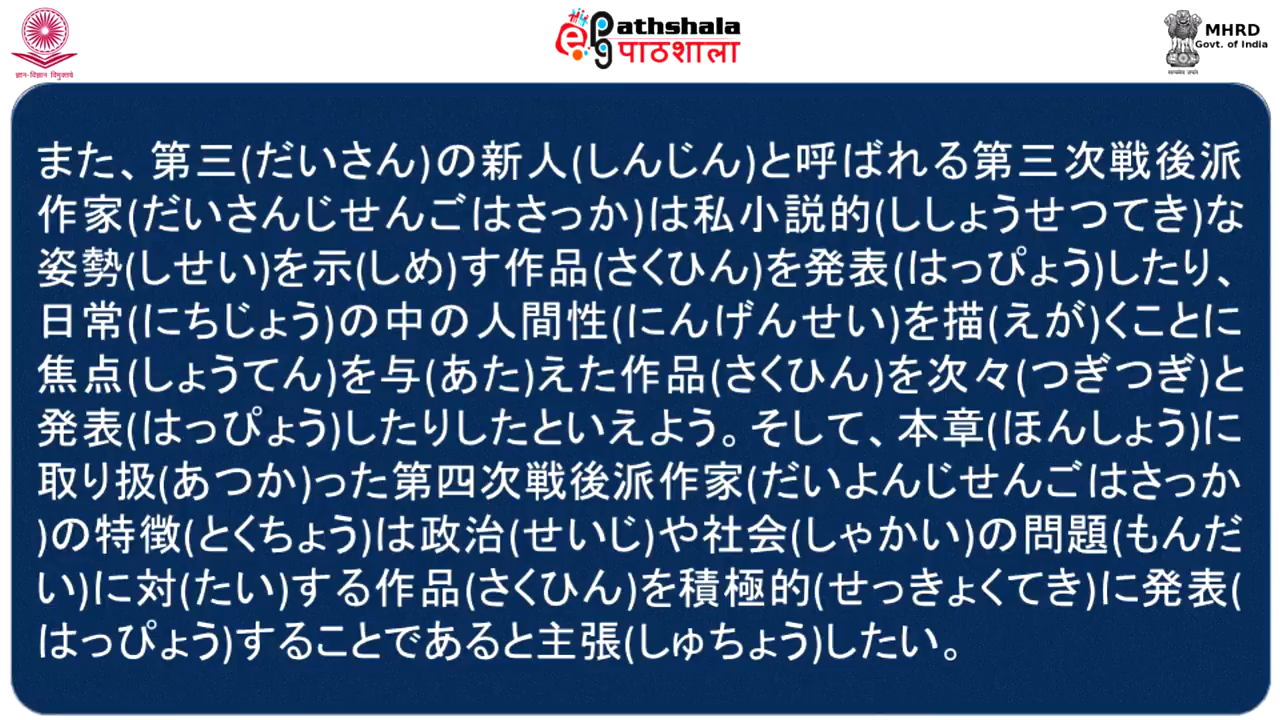 ज्ञान-विज्ञान विमुक्तये
Pathshala
पाठशाला
MHRD
Govt. of India
सत्यमेव जयते
また、第三(だいさん)の新人(しんじん)と呼ばれる第三次戦後派
作家(だいさんじせんごはさっか)は私小説的(ししょうせつてき)な
姿勢(しせい)を示(しめ)す作品(さくひん)を発表(はっぴょう)したり、
日常(にちじょう)の中の人間性(にんげんせい)を描(えが)くことに
焦点(しょうてん)を与(あた)えた作品(さくひん)を次々(つぎつぎ)と
発表(はっぴょう)したりしたといえよう。そして、本章(ほんしょう)に
取り扱(あつか)った第四次戦後派作家(だいよんじせんごはさっか
)の特徴(とくちょう)は政治(せいじ)や社会(しゃかい)の問題(もんだ
い)に対(たい)する作品(さくひん)を積極的(せっきょくてき)に発表(
はっぴょう)することであると主張(しゅちょう)したい。